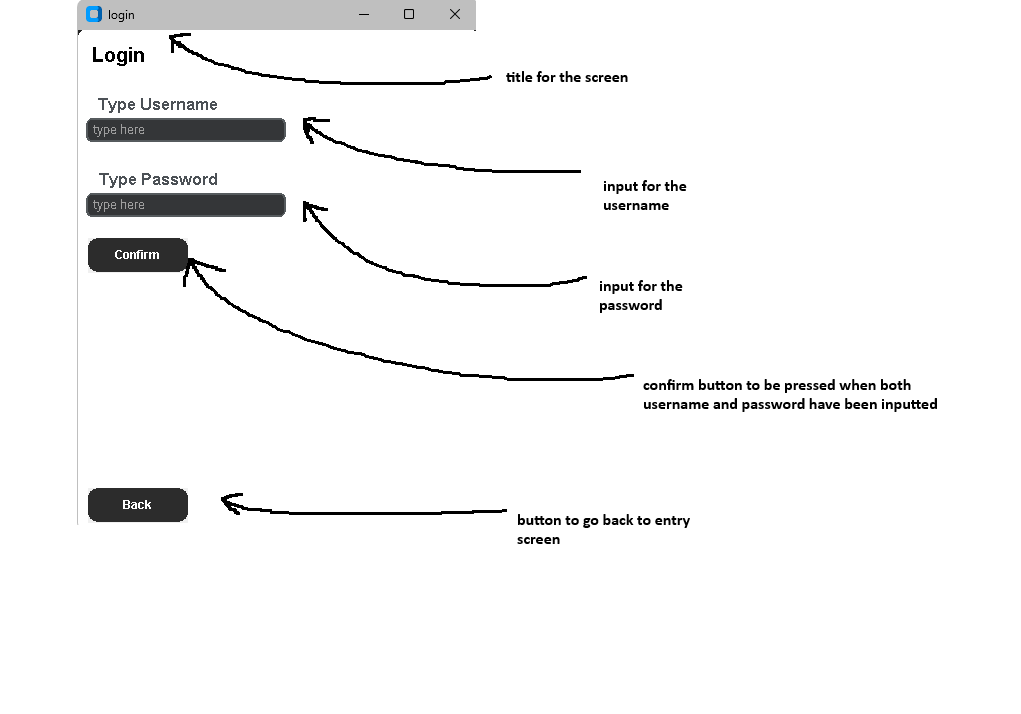 login
Login
title for the screen
Type Username
type here
input for the
username
Type Password
type here
Confirm
input for the
password
confirm button to be pressed when both
username and password have been inputted
Back
button to go back to entry
screen